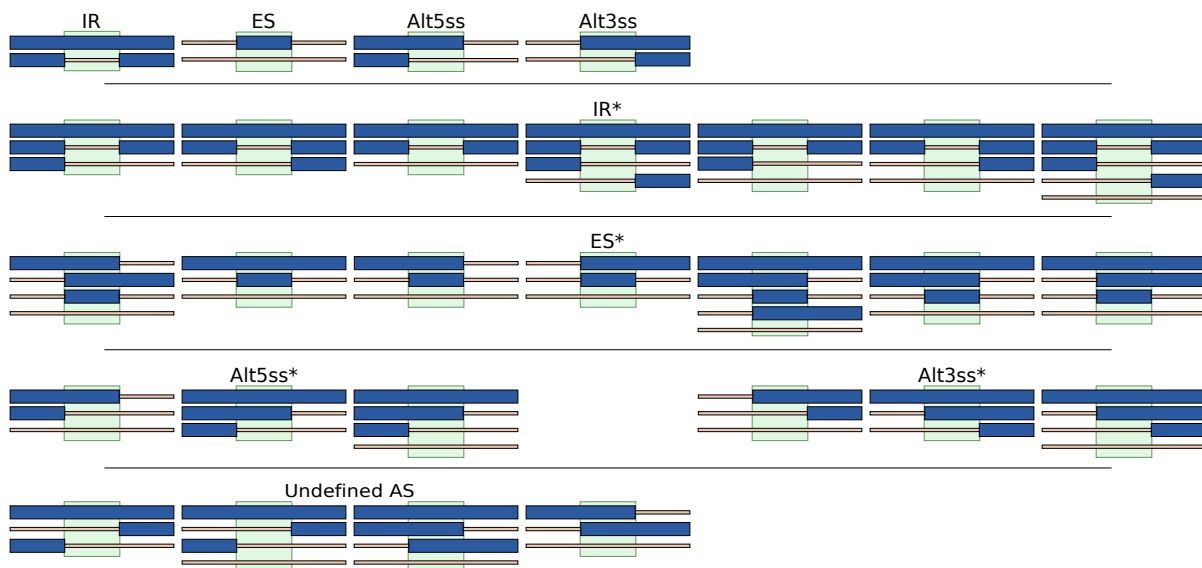 IR ES Alt5ss Alt3ss
IR*
ES*
Alt5ss* Alt3ss*
Undefined AS